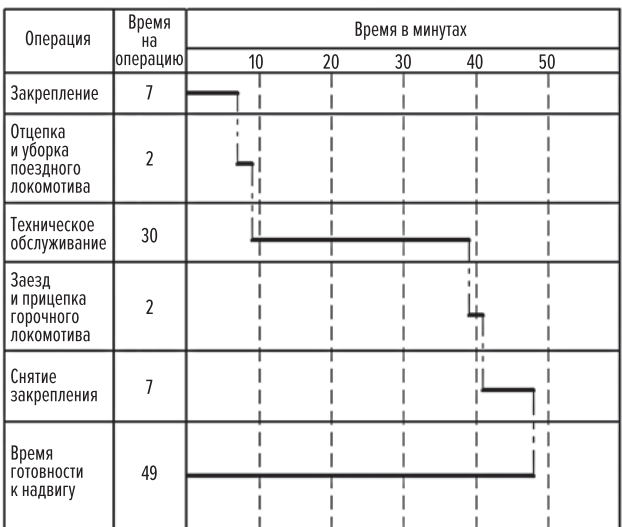 Операция
Время
на
операцию
Время в минутах
10 20 30 40 50
Закрепление 7
Отцепка
и уборка
поездного
локомотива
2
Техническое
обслуживание
30
Заезд
и прицепка
горочного
локомотива
2
Снятие
закрепления
7
Время
готовности
к надвигу
49